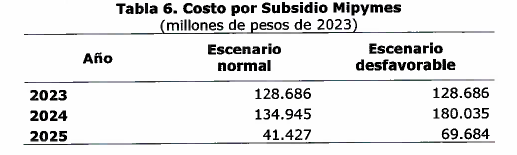 Tabla 6. Costo por Subsidio Mipymes
(millones de pesos de 2023)
Año Escenario normal Escenario desfavorable
2023 128.686 128.686
2024 134.945 180.035
2025 41.427 69.684